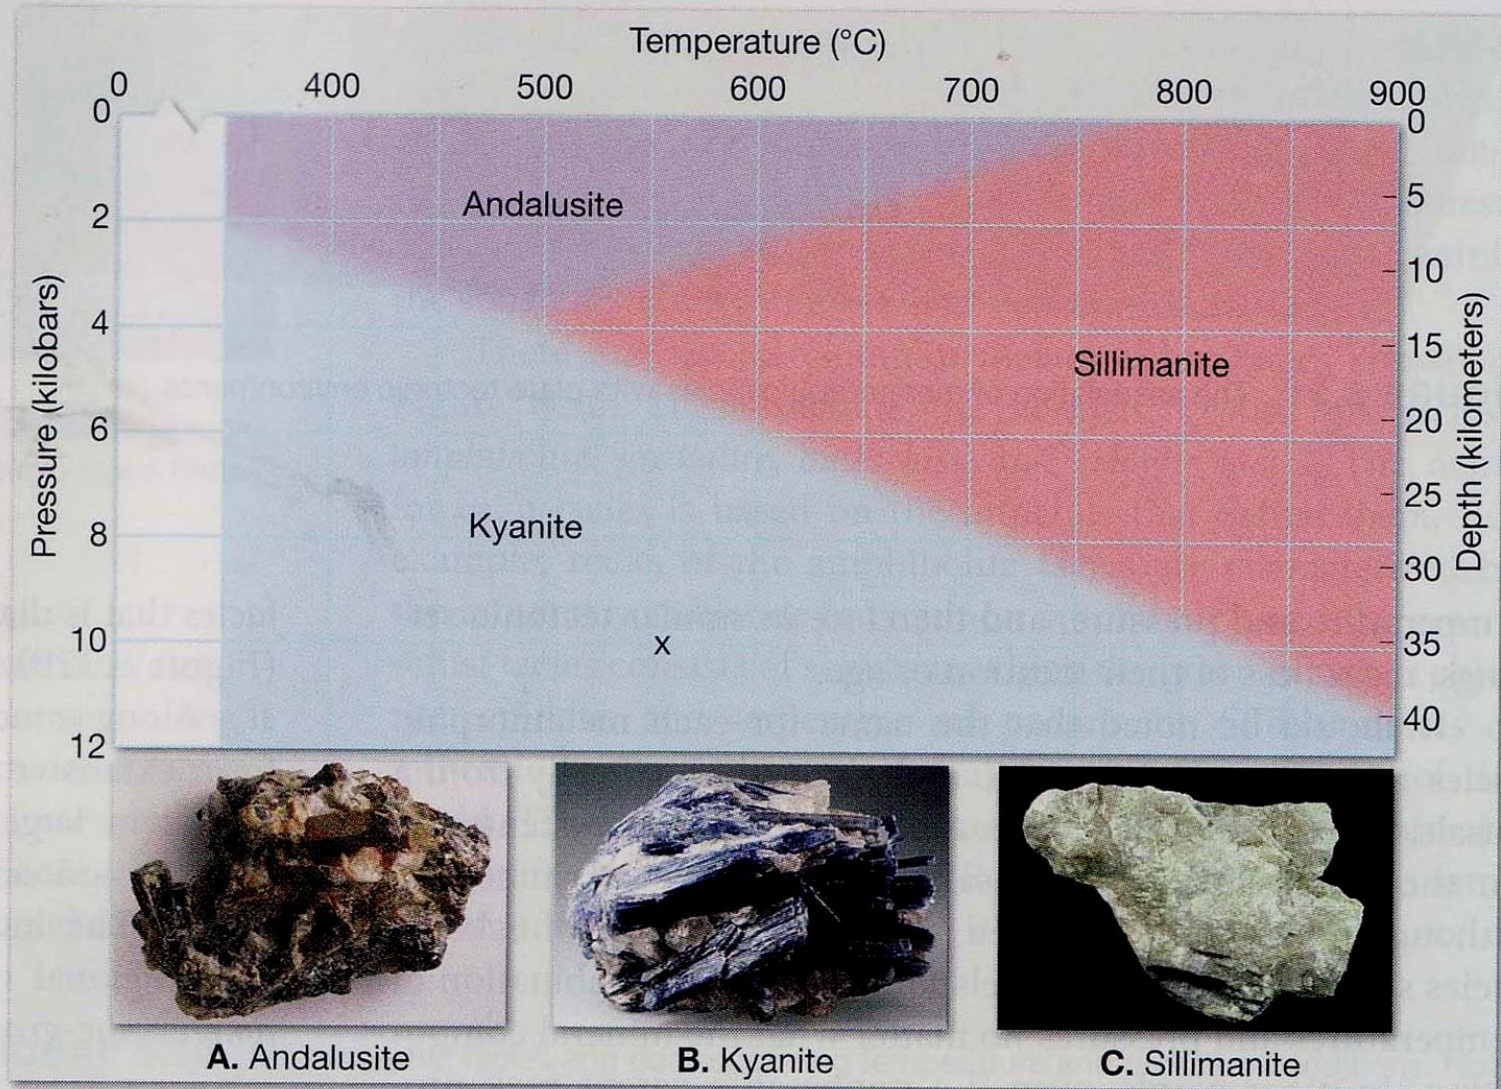 Temperature (°C)
0 400 500 600 700 800 900
0
2
4
6
8
10
12
Pressure (kilobars)
Andalusite
Sillimanite
Kyanite
x
0
5
10
15
20
25
30
35
40
Depth (kilometers)
A. Andalusite
B. Kyanite
C. Sillimanite